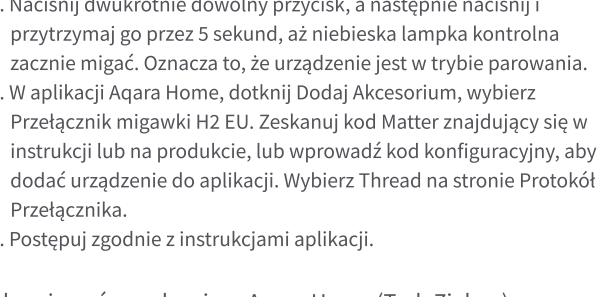 . Naciśnij dwukrotnie dowolny przycisk, a następnie naciśnij i
przytrzymaj go przez 5 sekund, aż niebieska lampka kontrolna
zacznie migać. Oznacza to, że urządzenie jest w trybie parowania.
. W aplikacji Aqara Home, dotknij Dodaj Akcesorium, wybierz
Przełącznik migawki H2 EU. Zeskanuj kod Matter znajdujący się w
instrukcji lub na produkcie, lub wprowadź kod konfiguracyjny, aby
dodać urządzenie do aplikacji. Wybierz Thread na stronie Protokół
Przełącznika.
. Postępuj zgodnie z instrukcjami aplikacji.